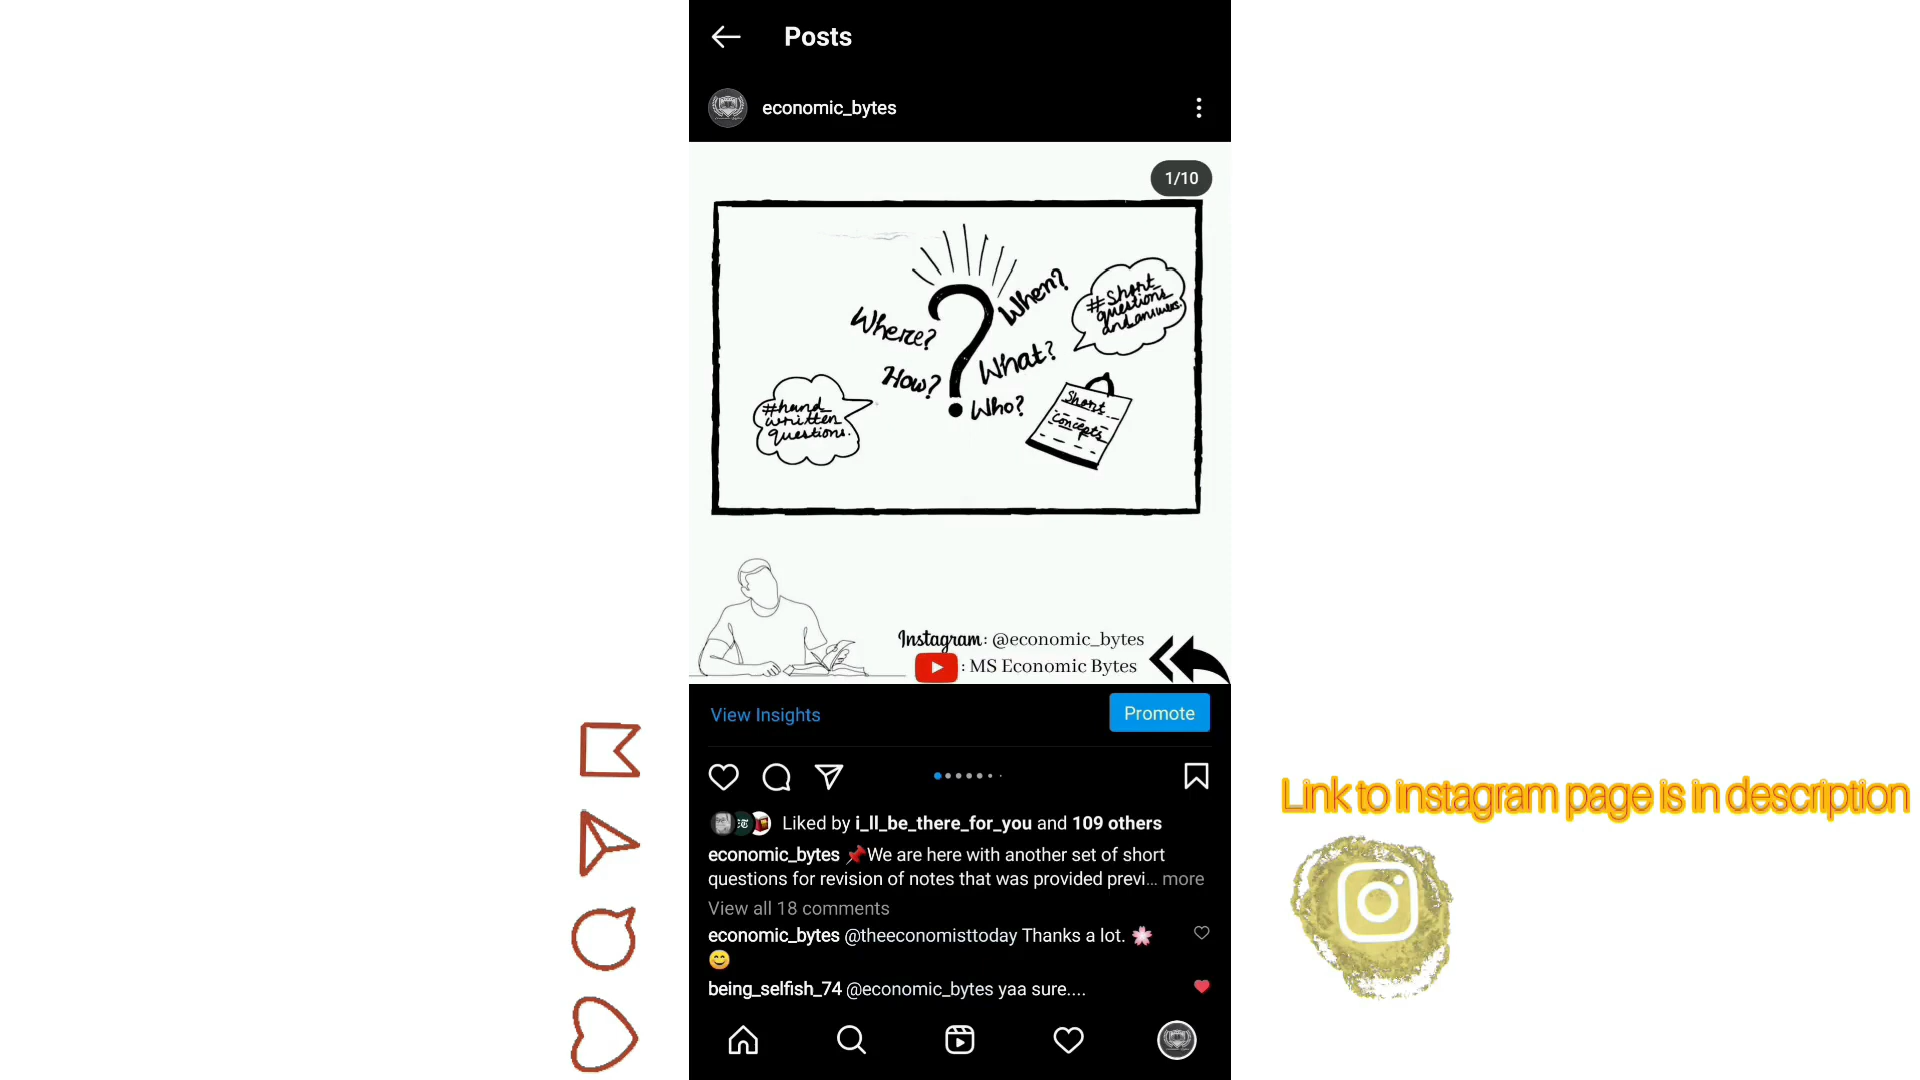 Posts
economic_bytes
1/10
When?
Where?
What?
How?
Who?
#Short
questions
and answers.
#hand
written
questions.
Short
Concepts
Instagram: @economic_bytes
: MS Economic Bytes
View Insights
Promote
Liked by i_ll_be_there_for_you and 109 others
economic_bytes 📌We are here with another set of short
questions for revision of notes that was provided previ... more
View all 18 comments
economic_bytes @theeconomisttoday Thanks a lot. 🌸
😊
being_selfish_74 @economic_bytes yaa sure....
Link to instagram page is in description